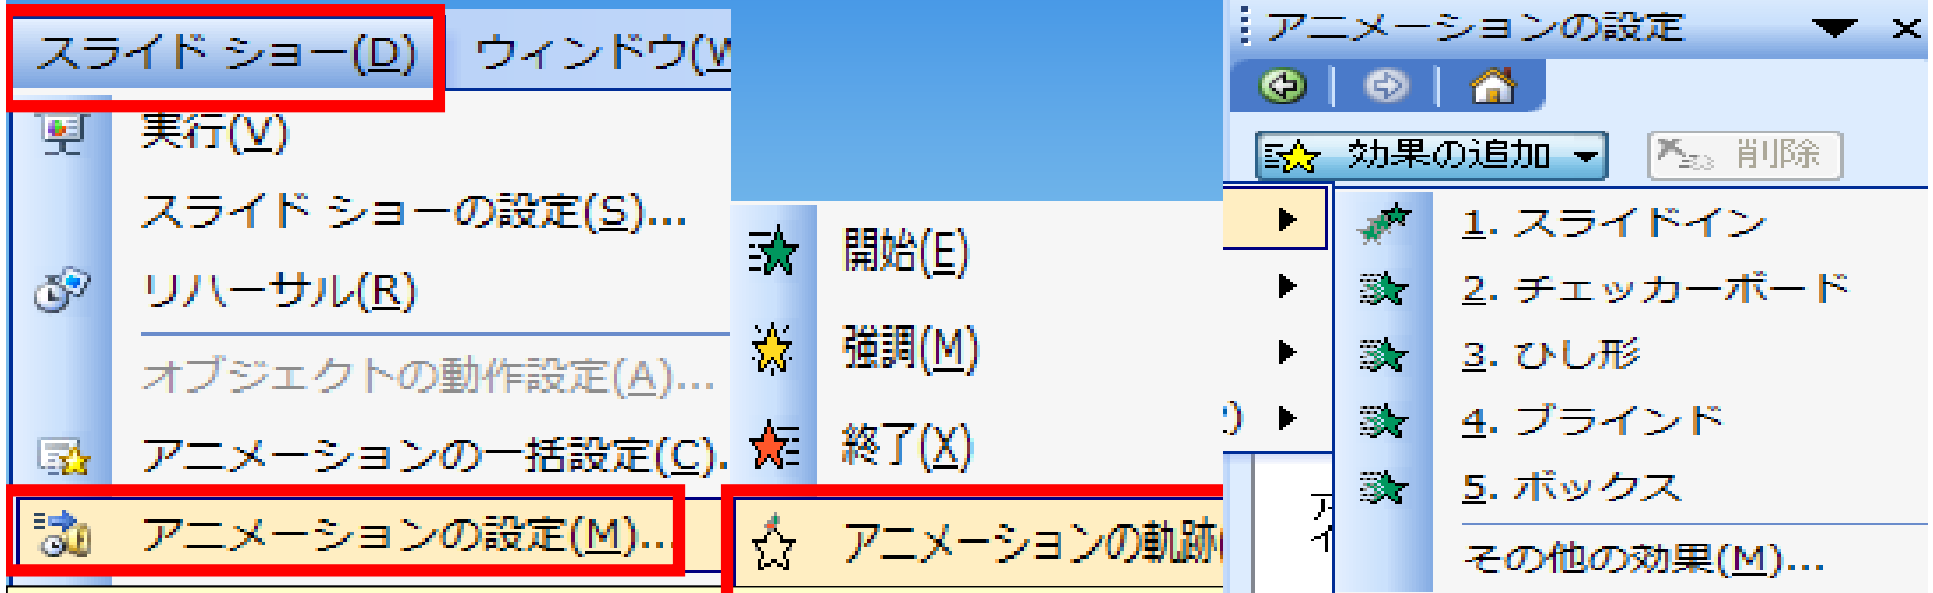 スライド ショー(D)
ウィンドウ(W
実行(V)
スライド ショーの設定(S)...
リハーサル(R)
オブジェクトの動作設定(A)...
アニメーションの一括設定(C).
アニメーションの設定(M)...
開始(E)
強調(M)
終了(X)
アニメーションの軌跡(
アニメーションの設定
効果の追加
削除
1. スライドイン
2. チェッカーボード
3. ひし形
4. ブラインド
5. ボックス
その他の効果(M)...